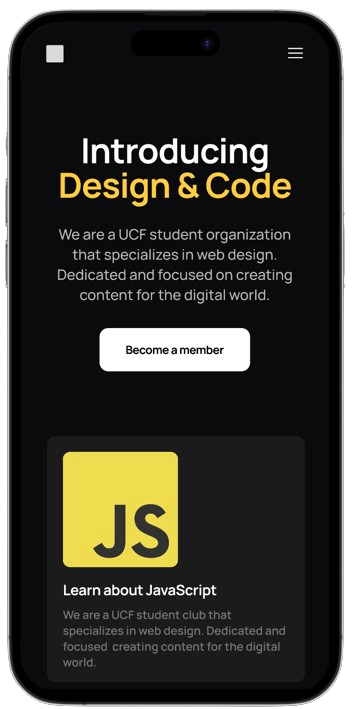 Introducing
Design & Code
We are a UCF student organization
that specializes in web design.
Dedicated and focused on creating
content for the digital world.
Become a member
JS
Learn about JavaScript
We are a UCF student club that
specializes in web design. Dedicated and
focused  creating content for the digital
world.